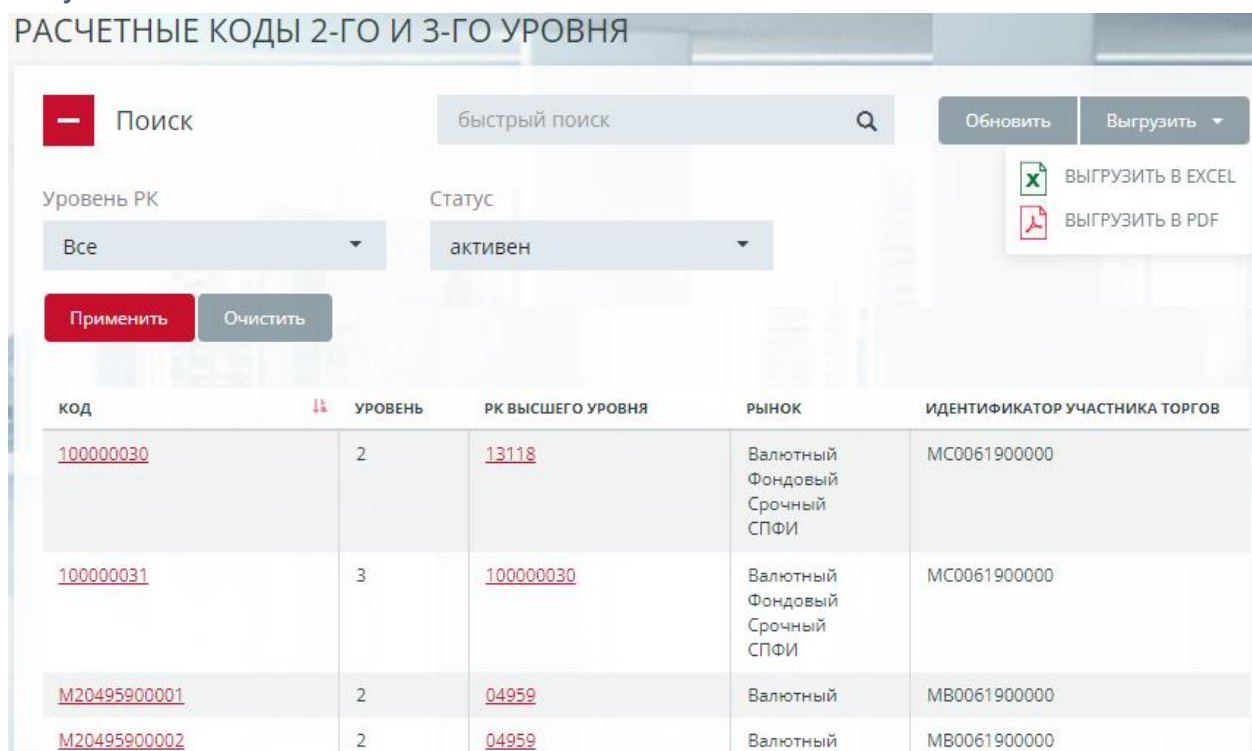 РАСЧЕТНЫЕ КОДЫ 2-ГО И 3-ГО УРОВНЯ
Поиск
быстрый поиск
Обновить
Выгрузить
ВЫГРУЗИТЬ В EXCEL
ВЫГРУЗИТЬ В PDF
Уровень РК
Статус
Все
активен
Применить
Очистить
КОД УРОВЕНЬ РК ВЫСШЕГО УРОВНЯ РЫНОК ИДЕНТИФИКАТОР УЧАСТНИКА ТОРГОВ
100000030 2 13118 Валютный MC0061900000
Фондовый
Срочный
СПФИ
100000031 3 100000030 Валютный MC0061900000
Фондовый
Срочный
СПФИ
M20495900001 2 04959 Валютный MB0061900000
M20495900002 2 04959 Валютный MB0061900000